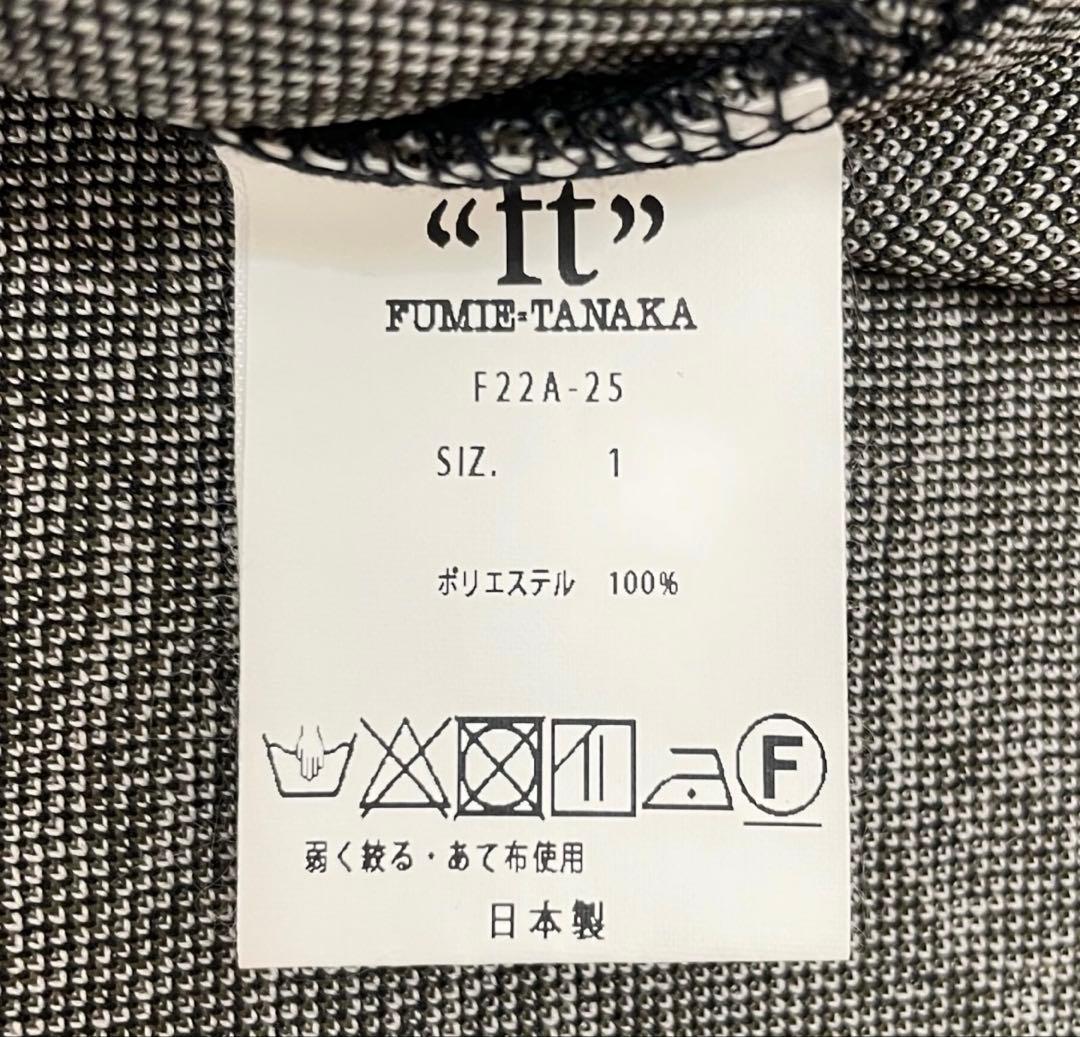 “ft”
FUMIE=TANAKA
F22A-25
SIZ. 1
ポリエステル 100%
F
弱く絞る・あて布使用
日本製